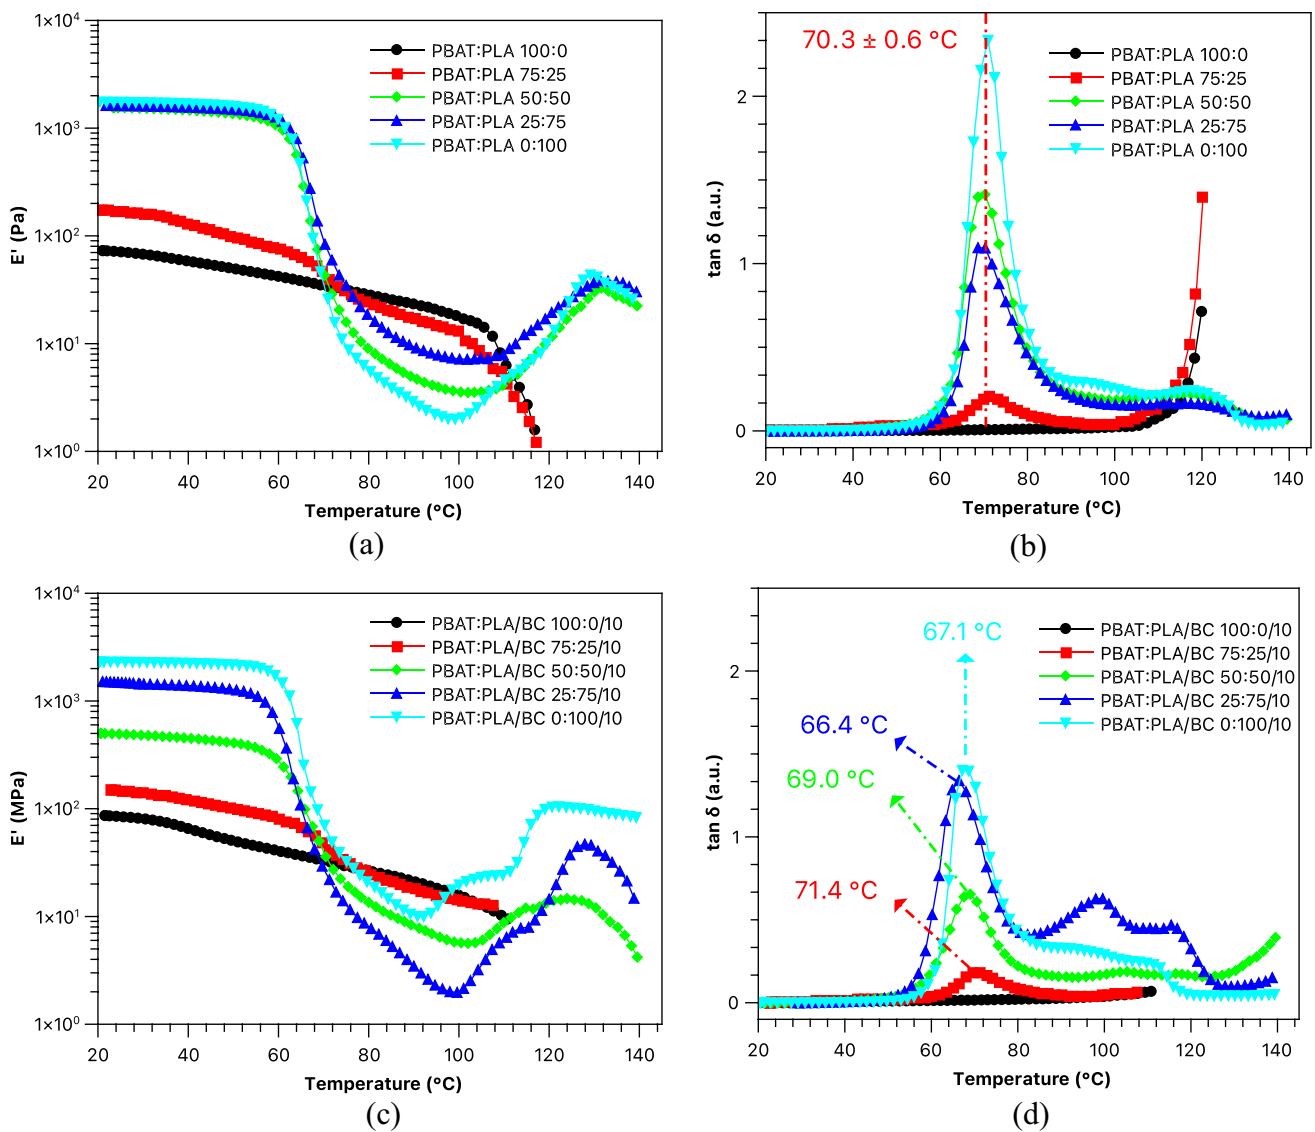 1×10⁴
1×10³
1×10²
1×10¹
1×10⁰
E' (Pa)
PBAT:PLA 100:0
PBAT:PLA 75:25
PBAT:PLA 50:50
PBAT:PLA 25:75
PBAT:PLA 0:100
20 40 60 80 100 120 140
Temperature (°C)
(a)
70.3 ± 0.6 °C
2
1
0
tan δ (a.u.)
PBAT:PLA 100:0
PBAT:PLA 75:25
PBAT:PLA 50:50
PBAT:PLA 25:75
PBAT:PLA 0:100
20 40 60 80 100 120 140
Temperature (°C)
(b)
1×10⁴
1×10³
1×10²
1×10¹
1×10⁰
E' (MPa)
PBAT:PLA/BC 100:0/10
PBAT:PLA/BC 75:25/10
PBAT:PLA/BC 50:50/10
PBAT:PLA/BC 25:75/10
PBAT:PLA/BC 0:100/10
20 40 60 80 100 120 140
Temperature (°C)
(c)
67.1 °C
66.4 °C
69.0 °C
71.4 °C
2
1
0
tan δ (a.u.)
PBAT:PLA/BC 100:0/10
PBAT:PLA/BC 75:25/10
PBAT:PLA/BC 50:50/10
PBAT:PLA/BC 25:75/10
PBAT:PLA/BC 0:100/10
20 40 60 80 100 120 140
Temperature (°C)
(d)